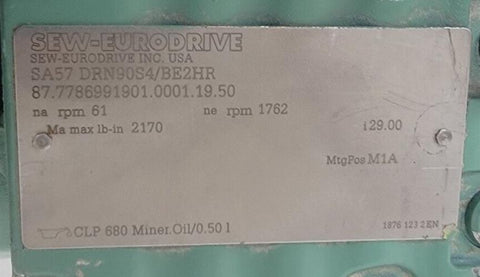 SEW-EURODRIVE
SEW-EURODRIVE INC. USA
SA57 DRN90S4/BE2HR
87.7786991901.0001.19.50
na rpm 61 ne rpm 1762
Ma max lb-in 2170 i 29.00
MtgPos M1A
CLP 680 Miner.Oil/0.50 l
1876 123 2 EN